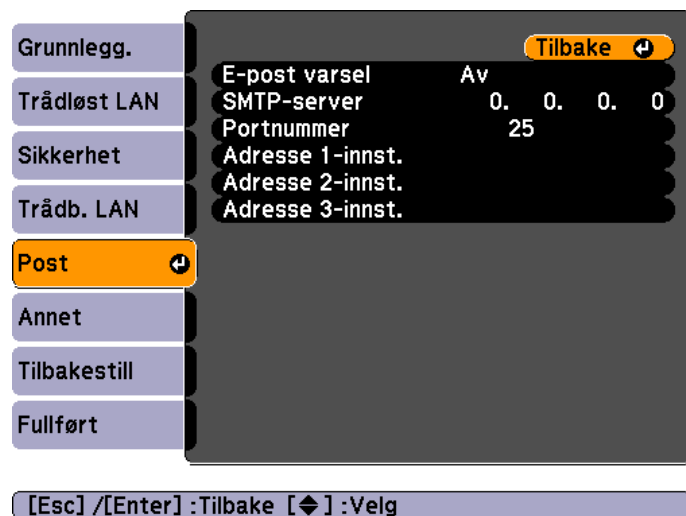 Grunnlegg.
Trådløst LAN
Sikkerhet
Trådb. LAN
Post
Annet
Tilbakestill
Fullført
Tilbake
E-post varsel Av
SMTP-server 0. 0. 0. 0
Portnummer 25
Adresse 1-innst.
Adresse 2-innst.
Adresse 3-innst.
[Esc] /[Enter] :Tilbake [◆] :Velg